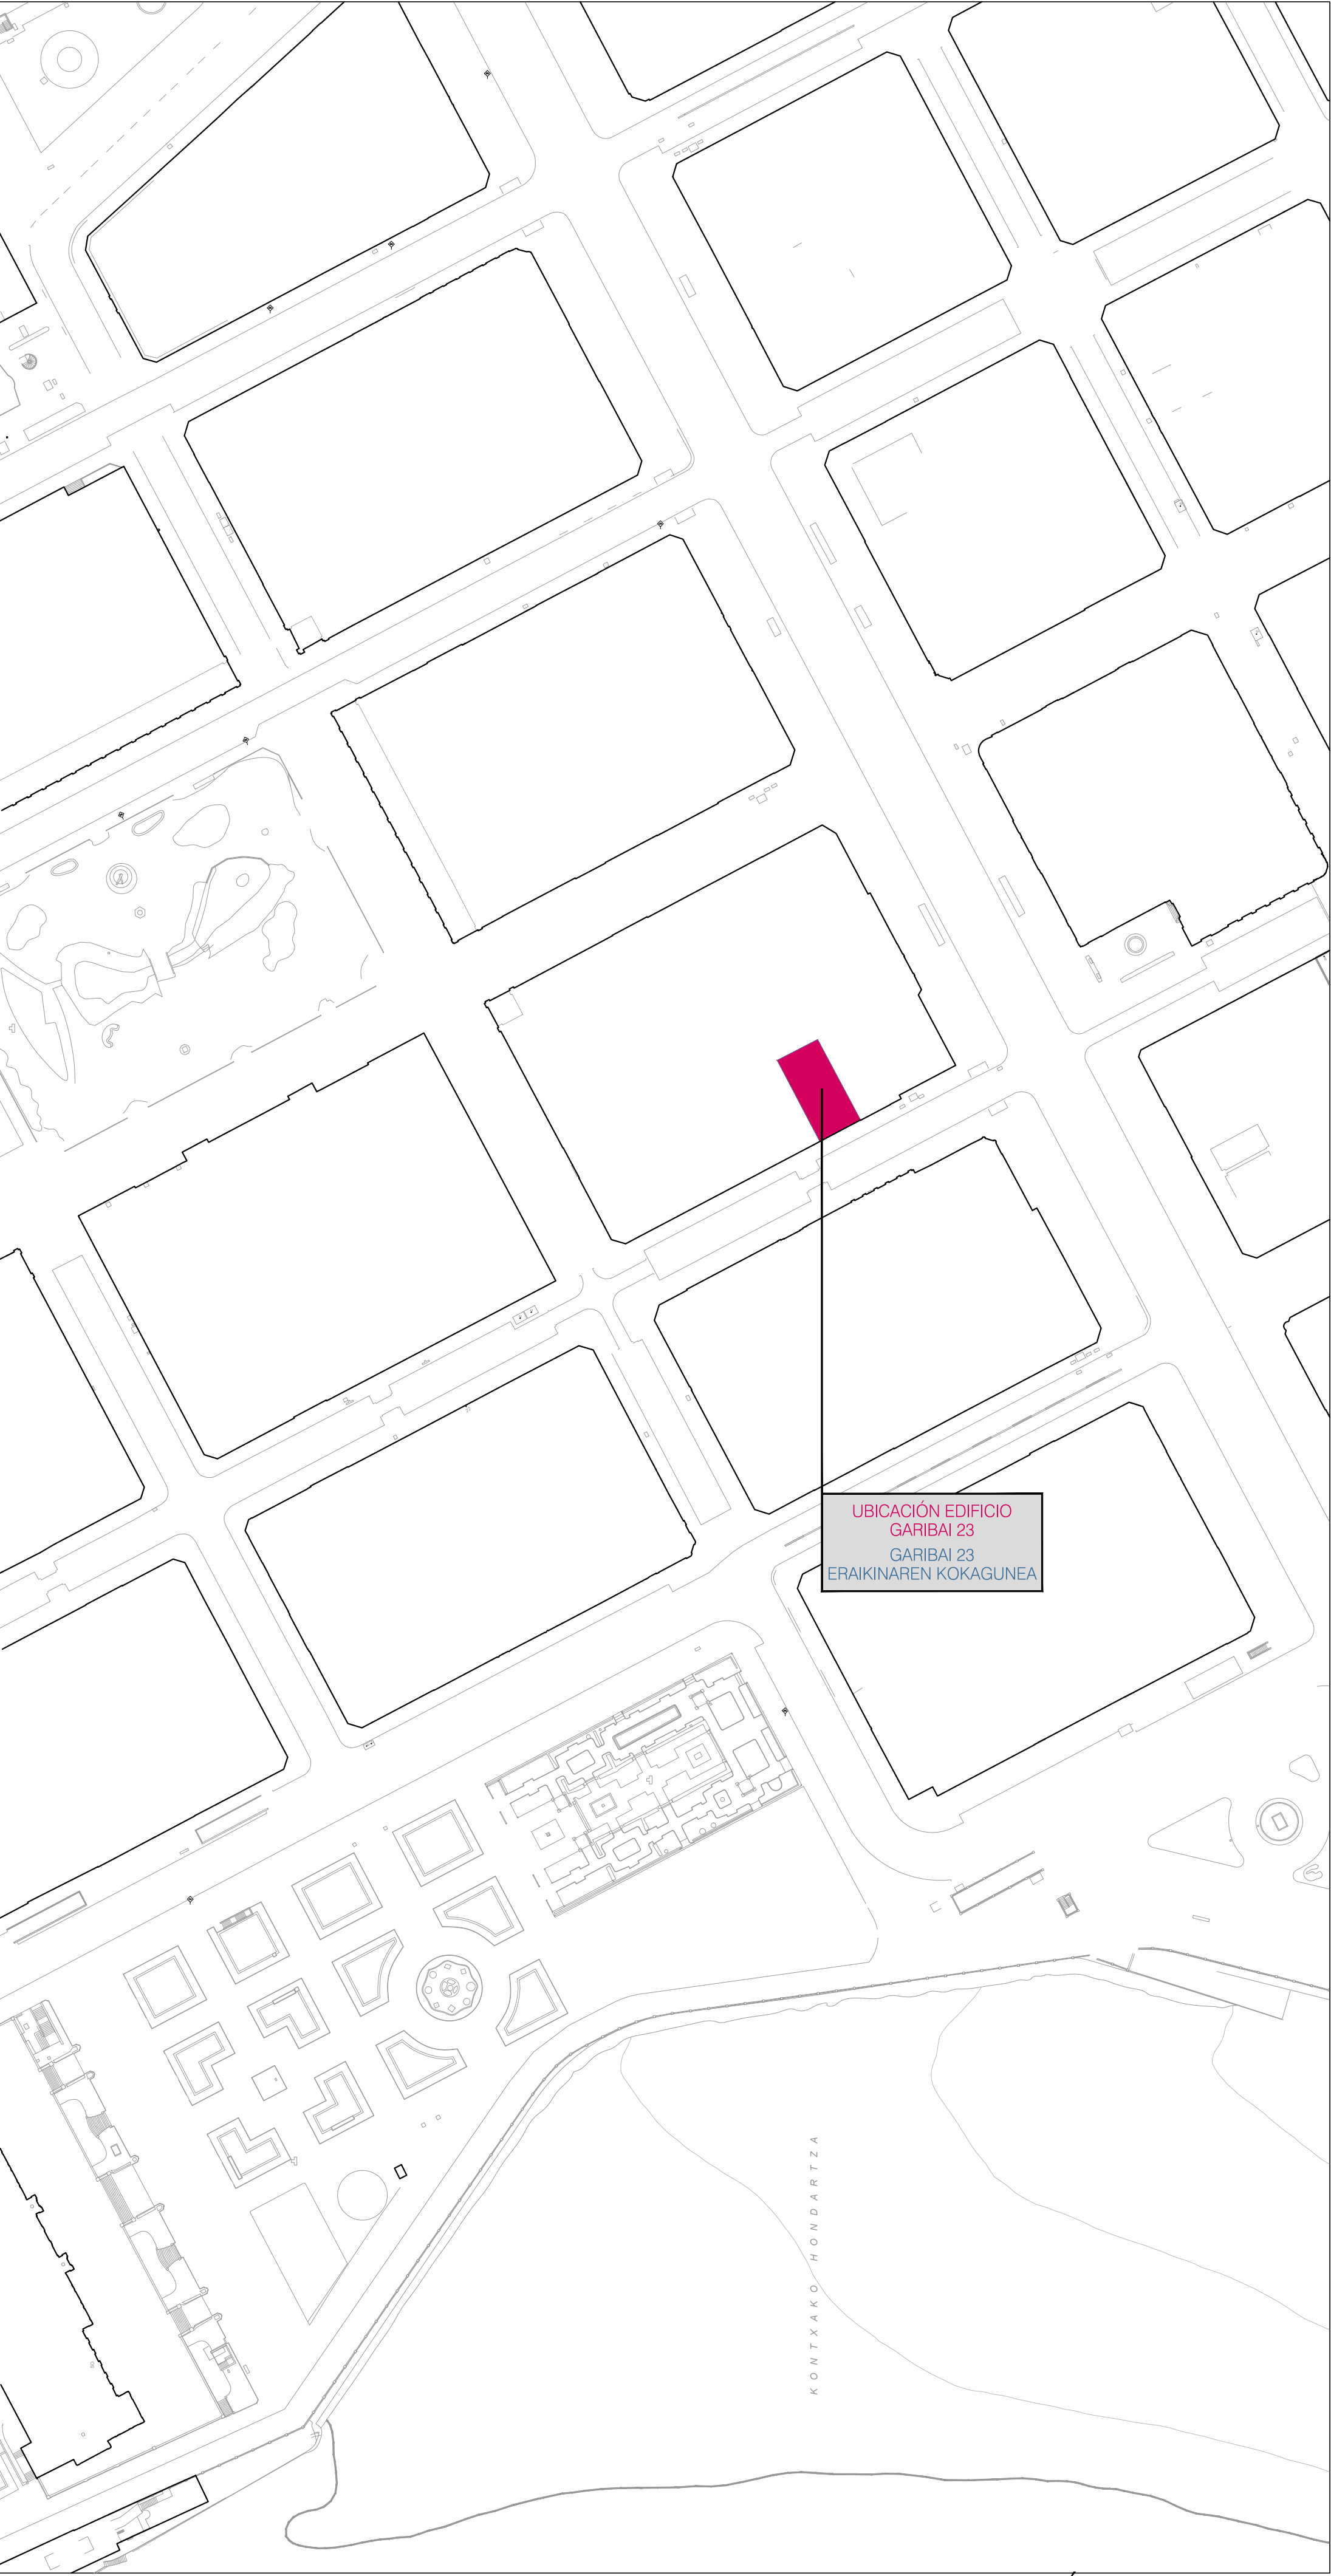 UBICACIÓN EDIFICIO
GARIBAI 23
GARIBAI 23
ERAIKINAREN KOKAGUNEA
KONTXAKO HONDARTZA